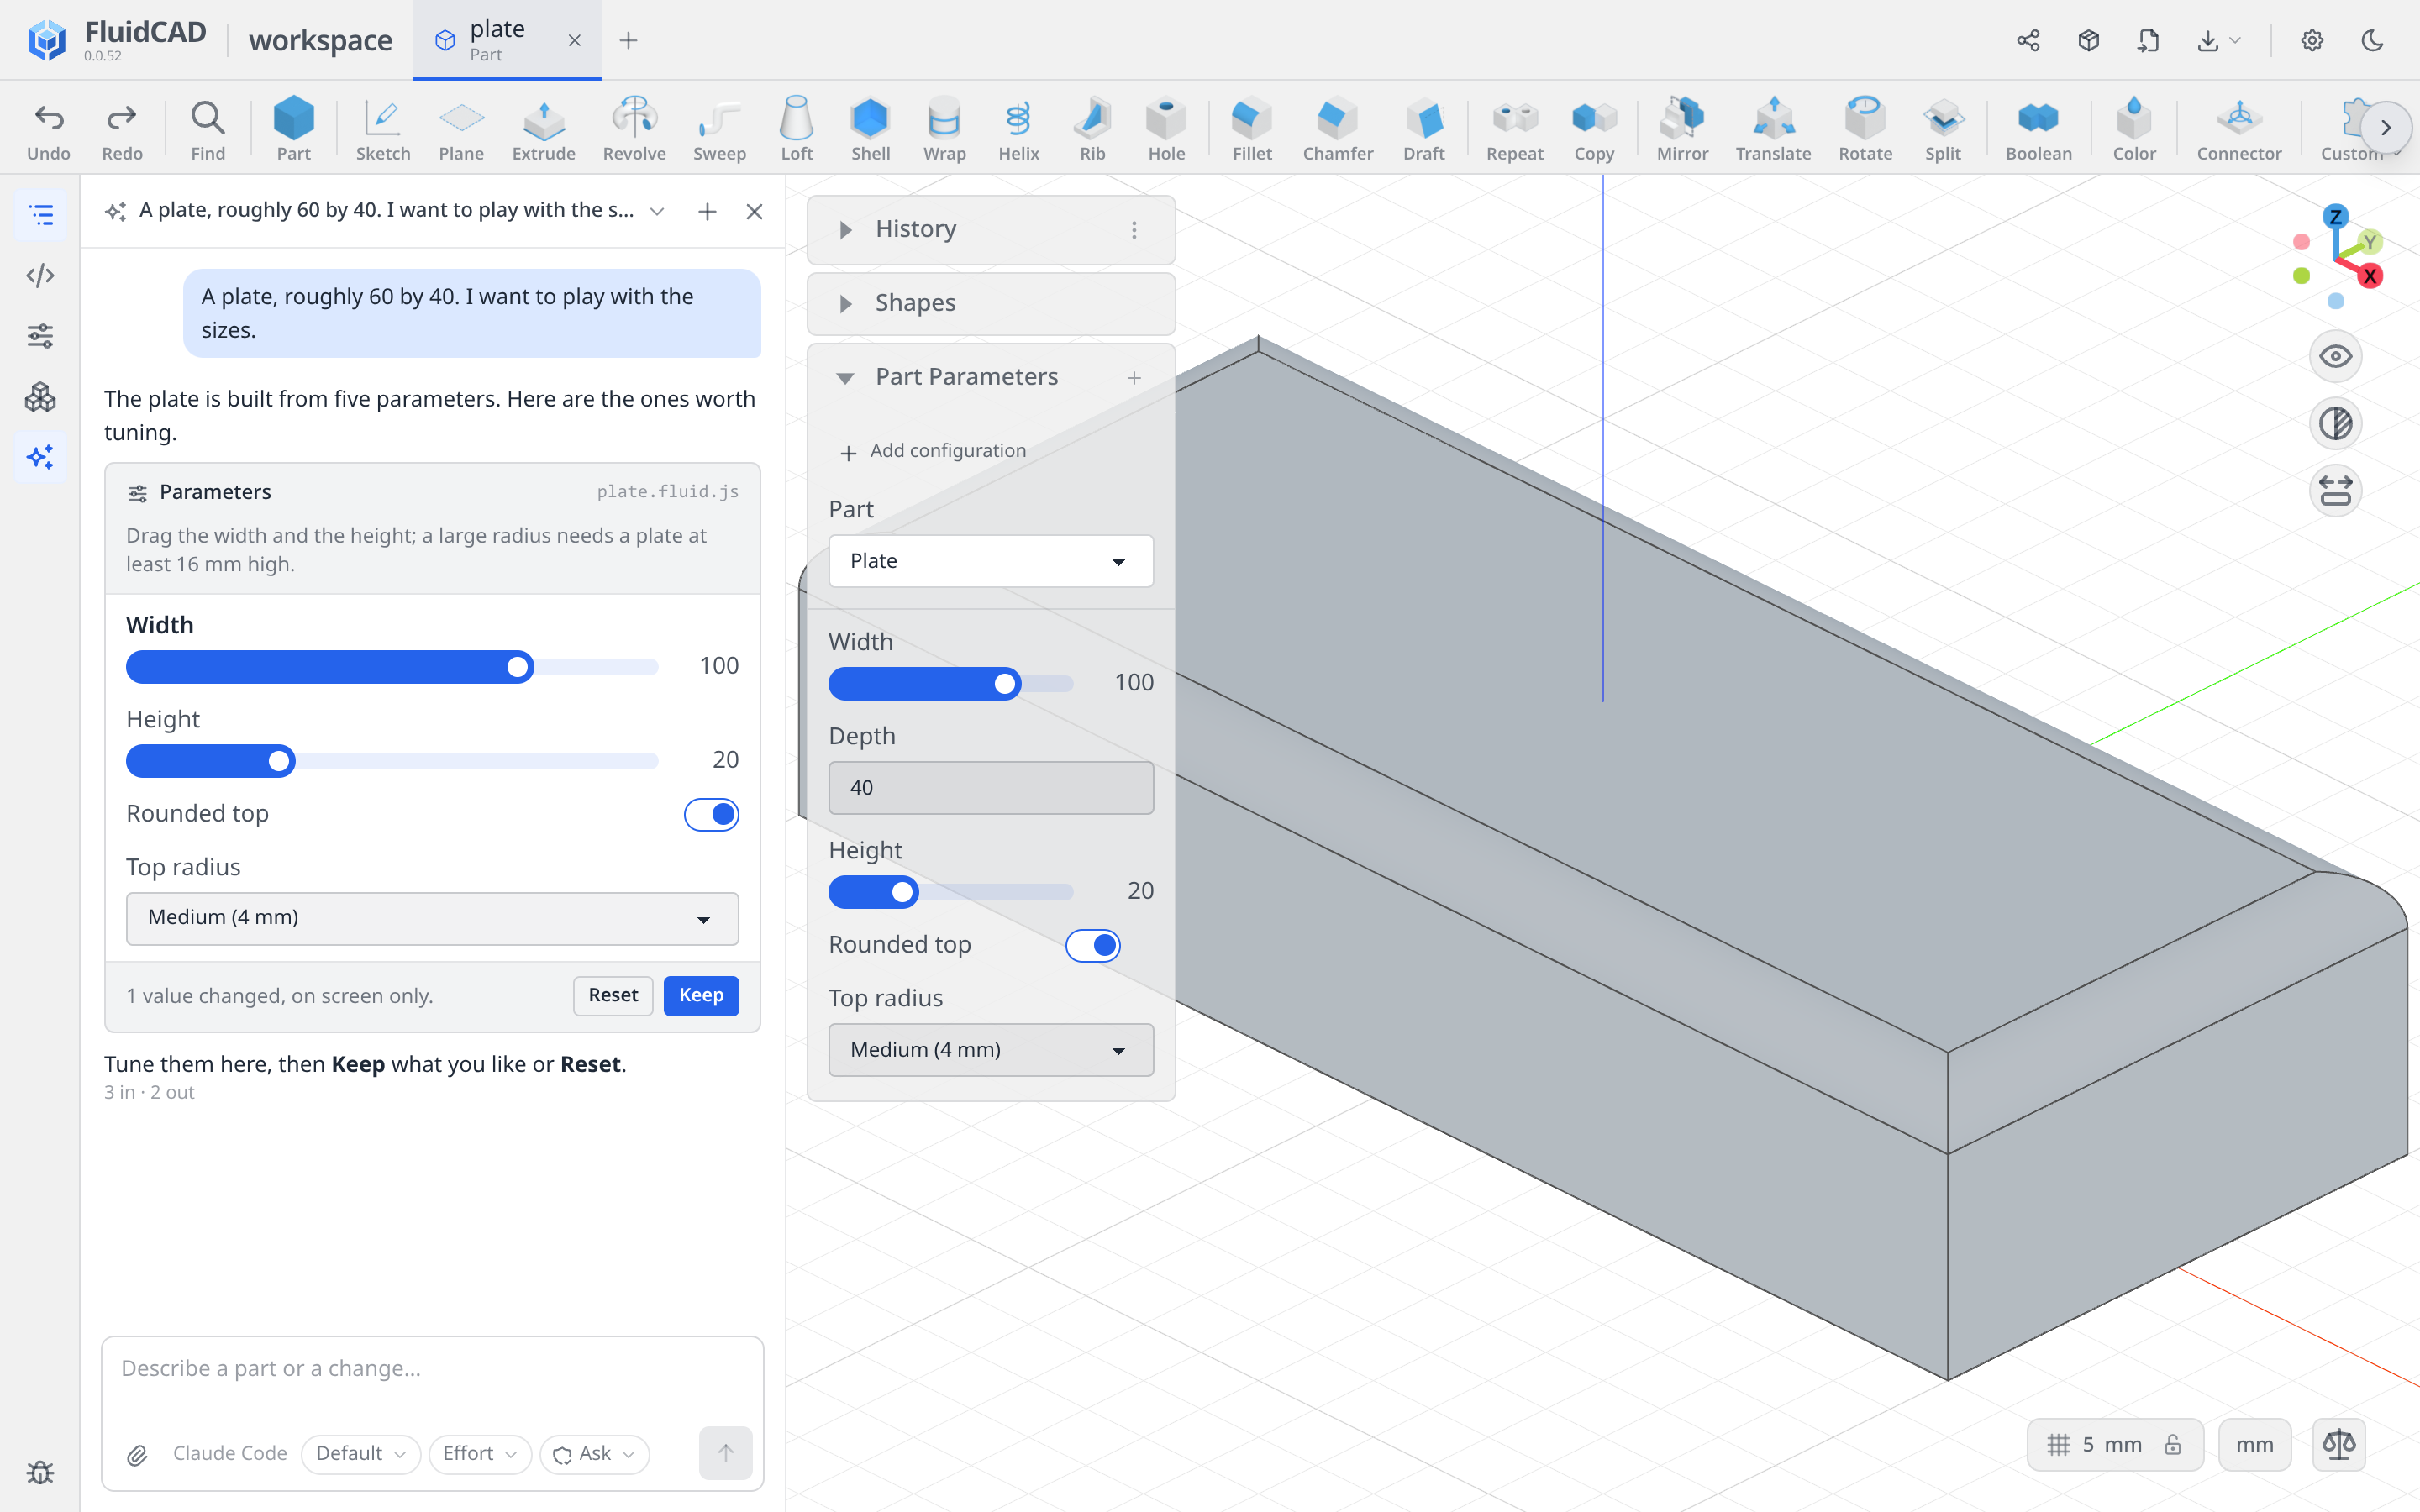 FluidCAD
0.0.52
workspace
plate
Part
Undo
Redo
Find
Part
Sketch
Plane
Extrude
Revolve
Sweep
Loft
Shell
Wrap
Helix
Rib
Hole
Fillet
Chamfer
Draft
Repeat
Copy
Mirror
Translate
Rotate
Split
Boolean
Color
Connector
Custom
A plate, roughly 60 by 40. I want to play with the s...
A plate, roughly 60 by 40. I want to play with the
sizes.
The plate is built from five parameters. Here are the ones worth
tuning.
Parameters
plate.fluid.js
Drag the width and the height; a large radius needs a plate at
least 16 mm high.
Width
100
Height
20
Rounded top
Top radius
Medium (4 mm)
1 value changed, on screen only.
Reset
Keep
Tune them here, then Keep what you like or Reset.
3 in · 2 out
Describe a part or a change...
Claude Code
Default
Effort
Ask
History
Shapes
Part Parameters
Add configuration
Part
Plate
Width
100
Depth
40
Height
20
Rounded top
Top radius
Medium (4 mm)
Z
Y
X
5 mm
mm